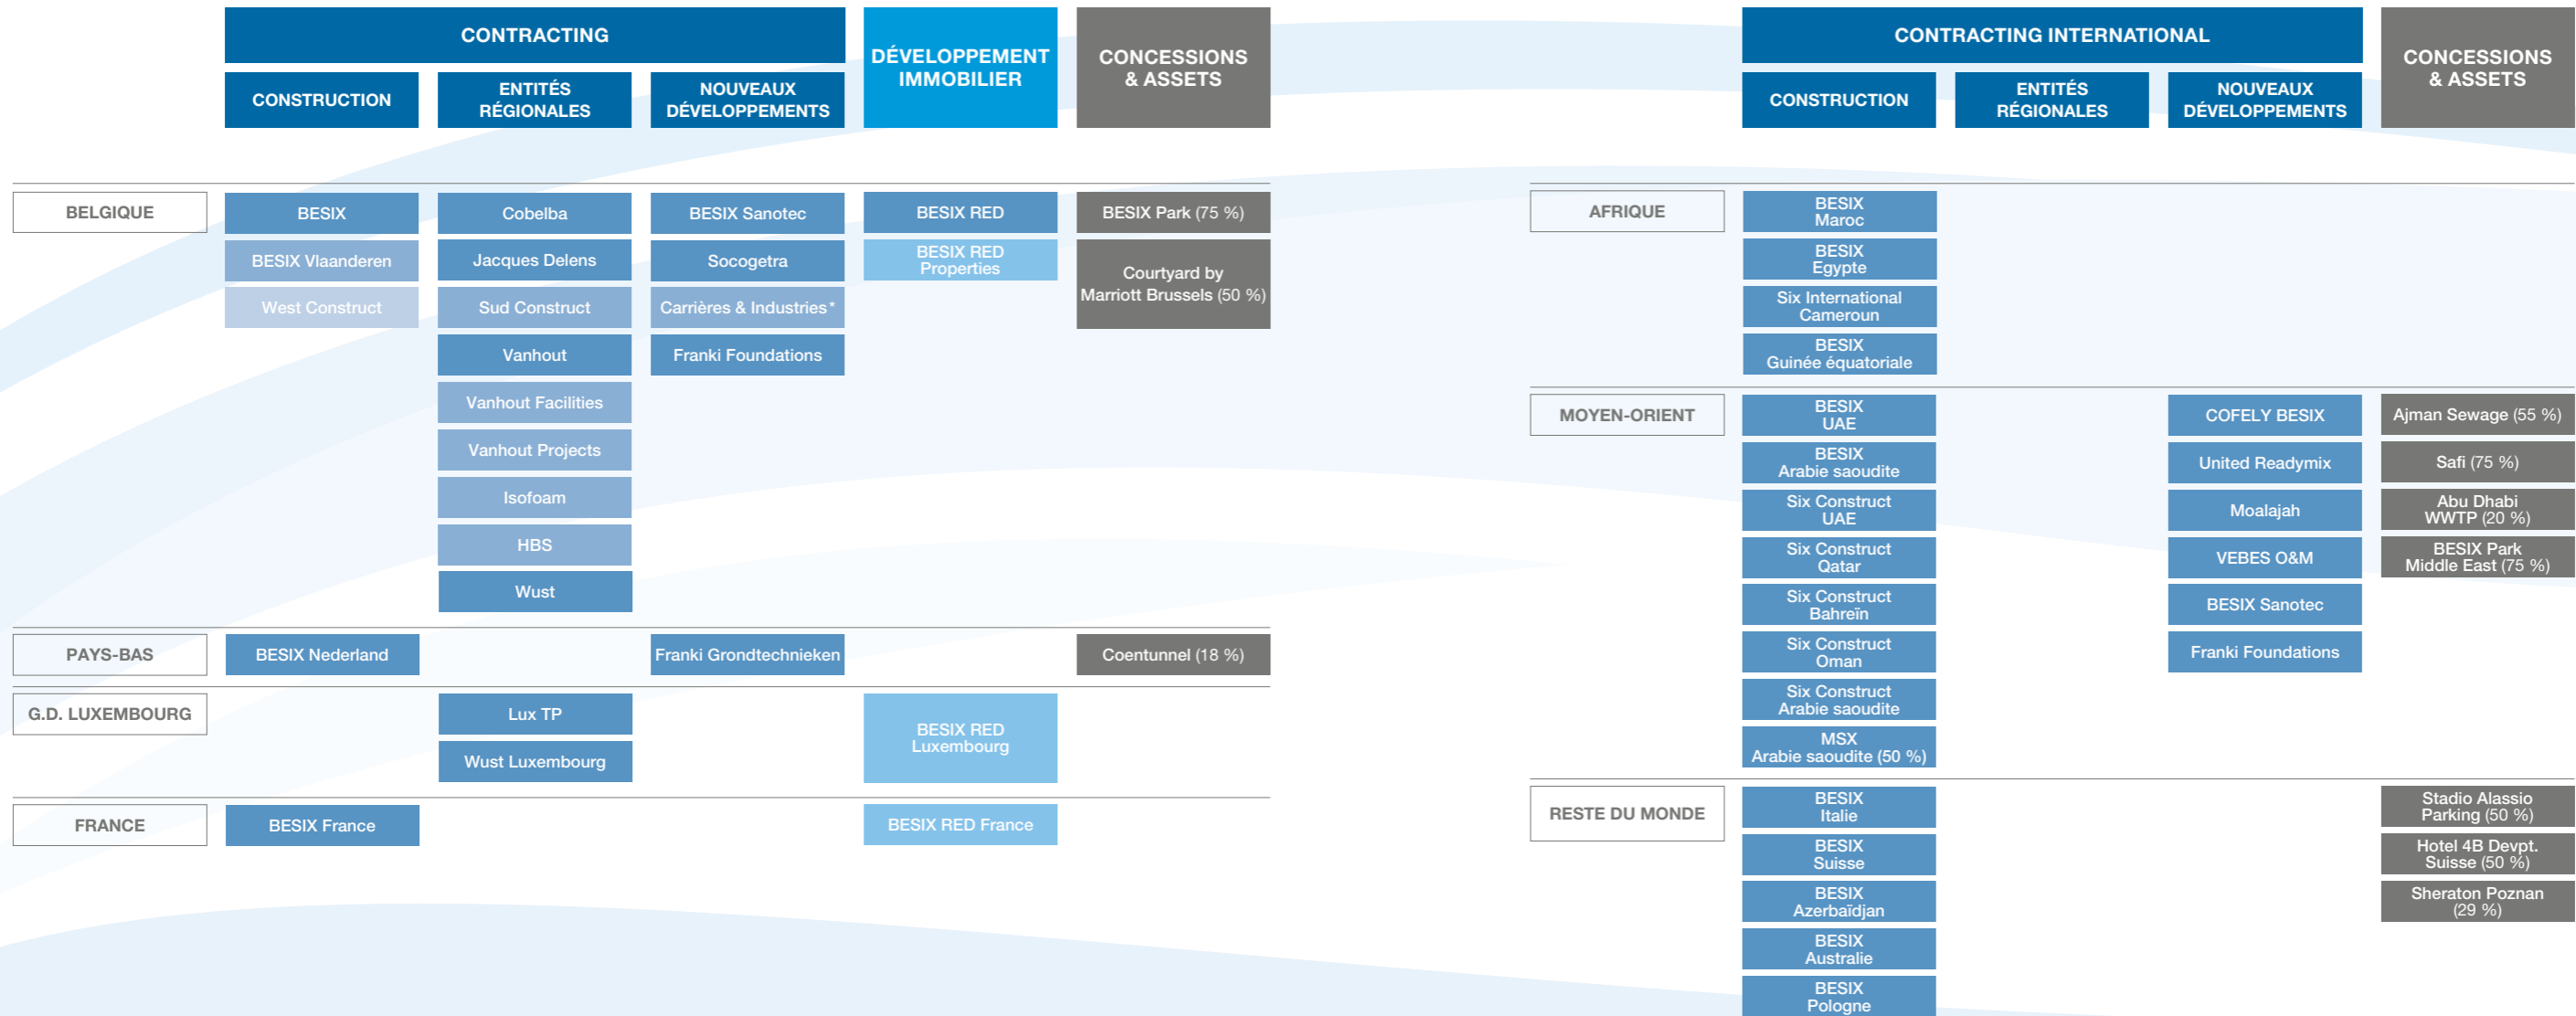 CONTRACTING
CONSTRUCTION
ENTITÉS
RÉGIONALES
NOUVEAUX
DÉVELOPPEMENTS
DÉVELOPPEMENT
IMMOBILIER
CONCESSIONS
& ASSETS
BELGIQUE
BESIX
BESIX Vlaanderen
West Construct
Cobelba
Jacques Delens
Sud Construct
Vanhout
Vanhout Facilities
Vanhout Projects
Isofoam
HBS
Wust
BESIX Sanotec
Socogetra
Carrières & Industries*
Franki Foundations
BESIX RED
BESIX RED
Properties
BESIX Park (75 %)
Courtyard by
Marriott Brussels (50 %)
PAYS-BAS
BESIX Nederland
Franki Grondtechnieken
Coentunnel (18 %)
G.D. LUXEMBOURG
Lux TP
Wust Luxembourg
BESIX RED
Luxembourg
FRANCE
BESIX France
BESIX RED France
CONTRACTING INTERNATIONAL
CONSTRUCTION
ENTITÉS
RÉGIONALES
NOUVEAUX
DÉVELOPPEMENTS
CONCESSIONS
& ASSETS
AFRIQUE
BESIX
Maroc
BESIX
Egypte
Six International
Cameroun
BESIX
Guinée équatoriale
MOYEN-ORIENT
BESIX
UAE
BESIX
Arabie saoudite
Six Construct
UAE
Six Construct
Qatar
Six Construct
Bahreïn
Six Construct
Oman
Six Construct
Arabie saoudite
MSX
Arabie saoudite (50 %)
COFELY BESIX
United Readymix
Moalajah
VEBES O&M
BESIX Sanotec
Franki Foundations
Ajman Sewage (55 %)
Safi (75 %)
Abu Dhabi
WWTP (20 %)
BESIX Park
Middle East (75 %)
RESTE DU MONDE
BESIX
Italie
BESIX
Suisse
BESIX
Azerbaïdjan
BESIX
Australie
BESIX
Pologne
Stadio Alassio
Parking (50 %)
Hotel 4B Devpt.
Suisse (50 %)
Sheraton Poznan
(29 %)